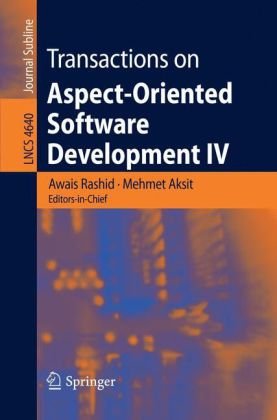 Journal Subline
LNCS 4640
Transactions on
Aspect-Oriented
Software
Development IV
Awais Rashid · Mehmet Aksit
Editors-in-Chief
Springer